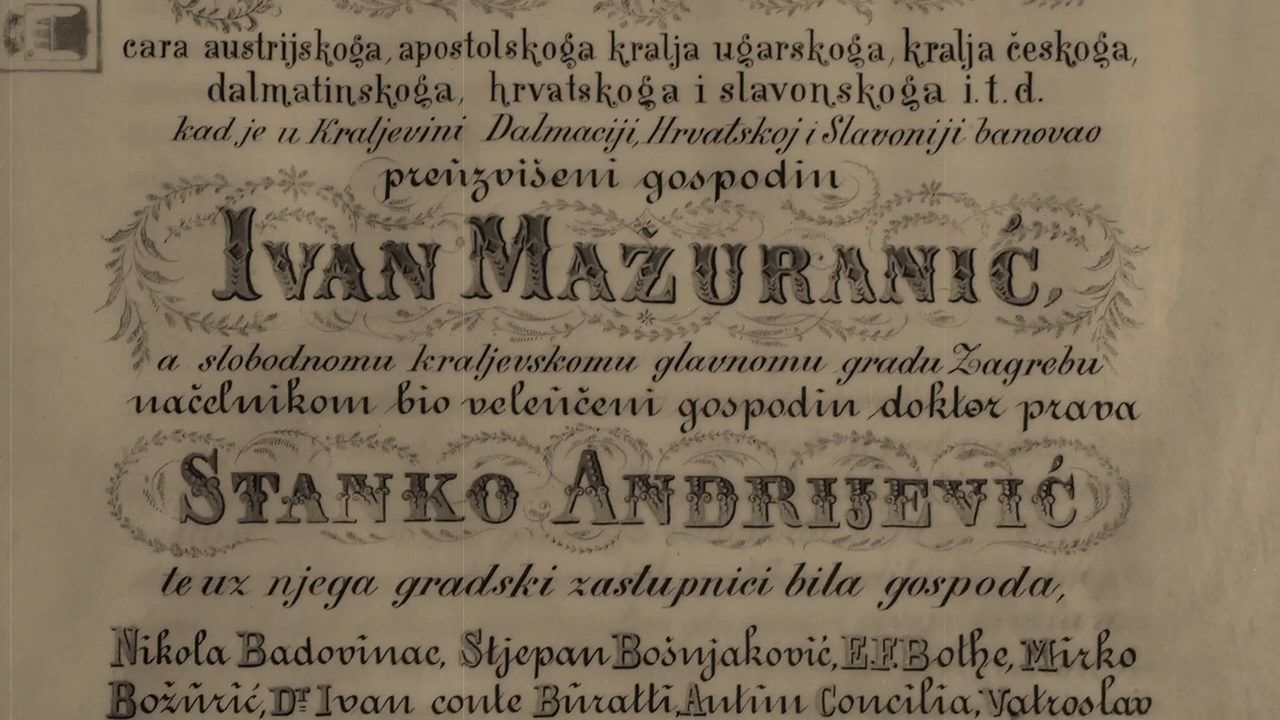 cara austrijskoga, apostolskoga kralja ugarskoga, kralja českoga,
dalmatinskoga, hrvatskoga i slavonskoga i.t.d.
kad je u Kraljevini Dalmaciji, Hrvatskoj i Slavoniji banovao
preuzvišeni gospodin
IVAN MAŽURANIĆ,
a slobodnomu kraljevskomu glavnomu gradu Zagrebu
načelnikom bio veleučeni gospodin doktor prava
STANKO ANDRIJEVIĆ
te uz njega gradski zastupnici bila gospoda,
Nikola Badovinac, Stjepan Bošnjaković, E.F. Bothe, Mirko
Božurić, Dr. Ivan conte Buratti, Antim Concilia, Vatroslav